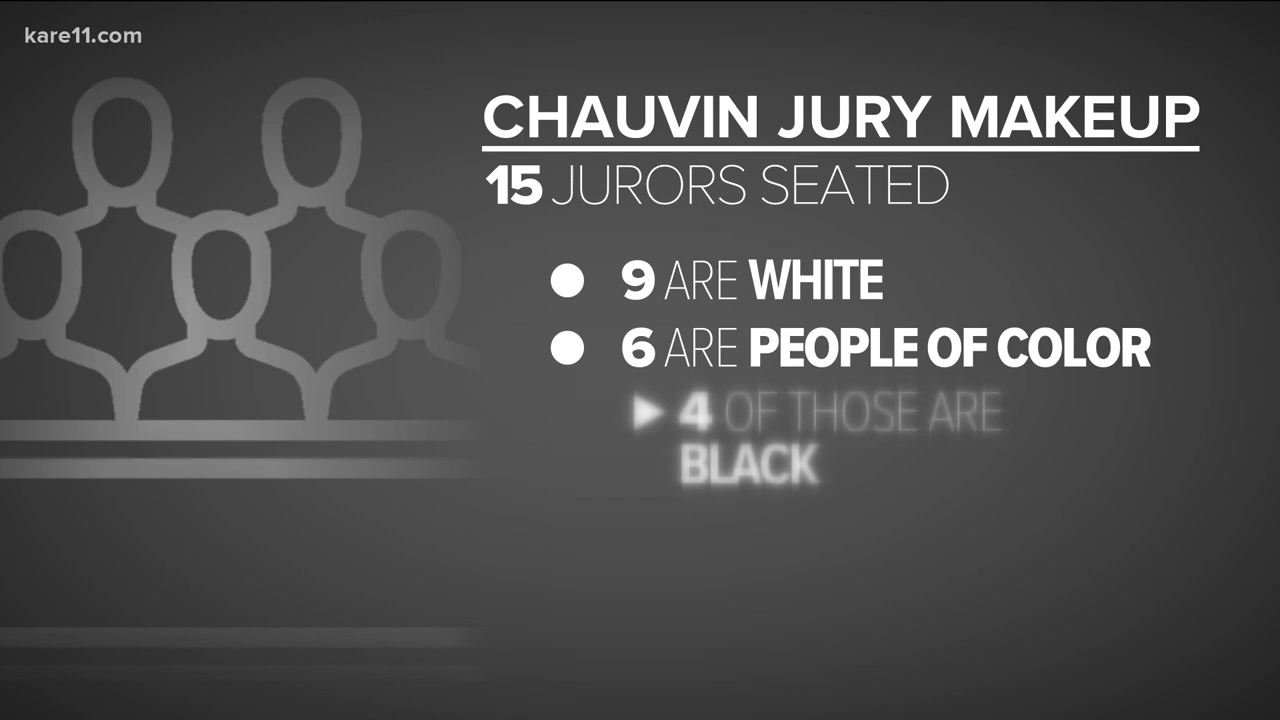 kare11.com
CHAUVIN JURY MAKEUP
15 JURORS SEATED
9 ARE WHITE
6 ARE PEOPLE OF COLOR
4 OF THOSE ARE
BLACK